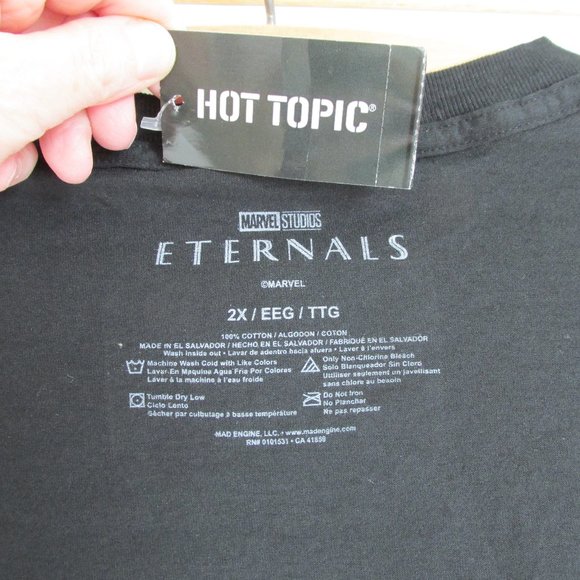 HOT TOPIC®
MARVEL STUDIOS
ETERNALS
©MARVEL
2X / EEG / TTG
100% COTTON / ALGODON / COTON
MADE IN EL SALVADOR / HECHO EN EL SALVADOR / FABRIQUÉ EN EL SALVADOR
Wash inside out • Lavar de adentro hacia afuera • Laver à l'envers
Machine Wash Cold with Like Colors
Lavar En Maquina Agua Fria Por Colores
Laver à la machine à l'eau froide
Only Non-Chlorine Bleach
Solo Blanqueador Sin Cloro
Utiliser seulement un javellisant
sans chlore au besoin
Tumble Dry Low
Ciclo Lento
Sécher par culbutage à basse température
Do Not Iron
No Planchar
Ne pas repasser
MAD ENGINE, LLC. • www.madengine.com
RN# 0101531 • CA 41559